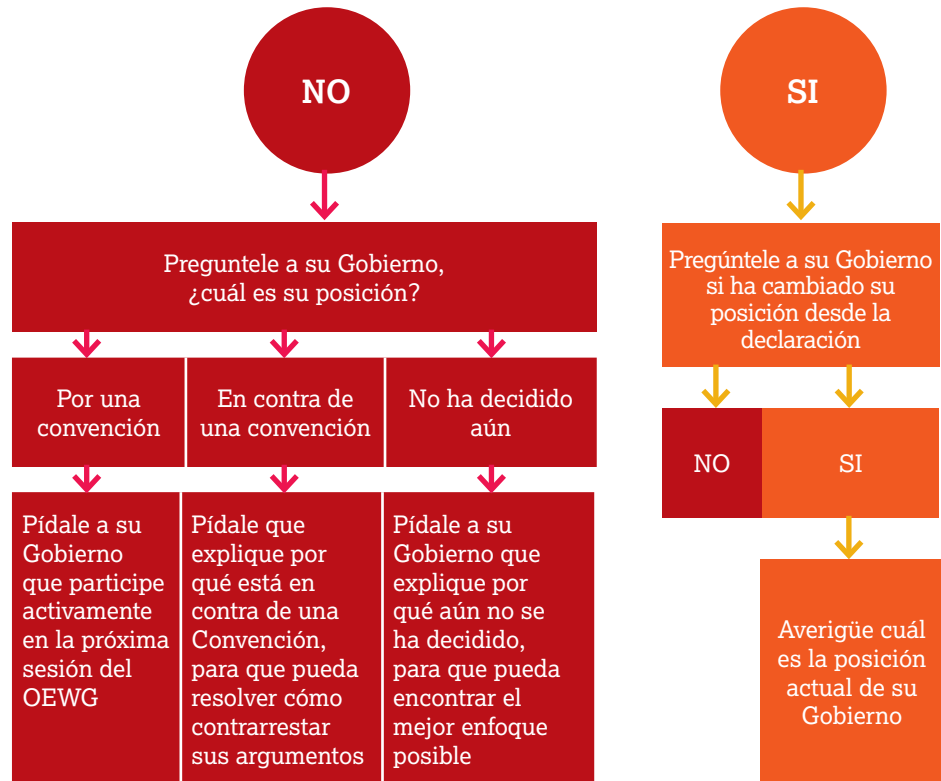 NO
Preguntele a su Gobierno,
¿cuál es su posición?
Por una
convención
En contra de
una convención
No ha decidido
aún
Pídale a su
Gobierno
que participe
activamente
en la próxima
sesión del
OEWG
Pídale que
explique por
qué está en
contra de una
Convención,
para que pueda
resolver cómo
contrarrestar
sus argumentos
Pídale a su
Gobierno que
explique por
qué aún no se
ha decidido,
para que pueda
encontrar el
mejor enfoque
posible
SI
Pregúntele a su Gobierno
si ha cambiado su
posición desde la
declaración
NO
SI
Averigüe cuál
es la posición
actual de su
Gobierno